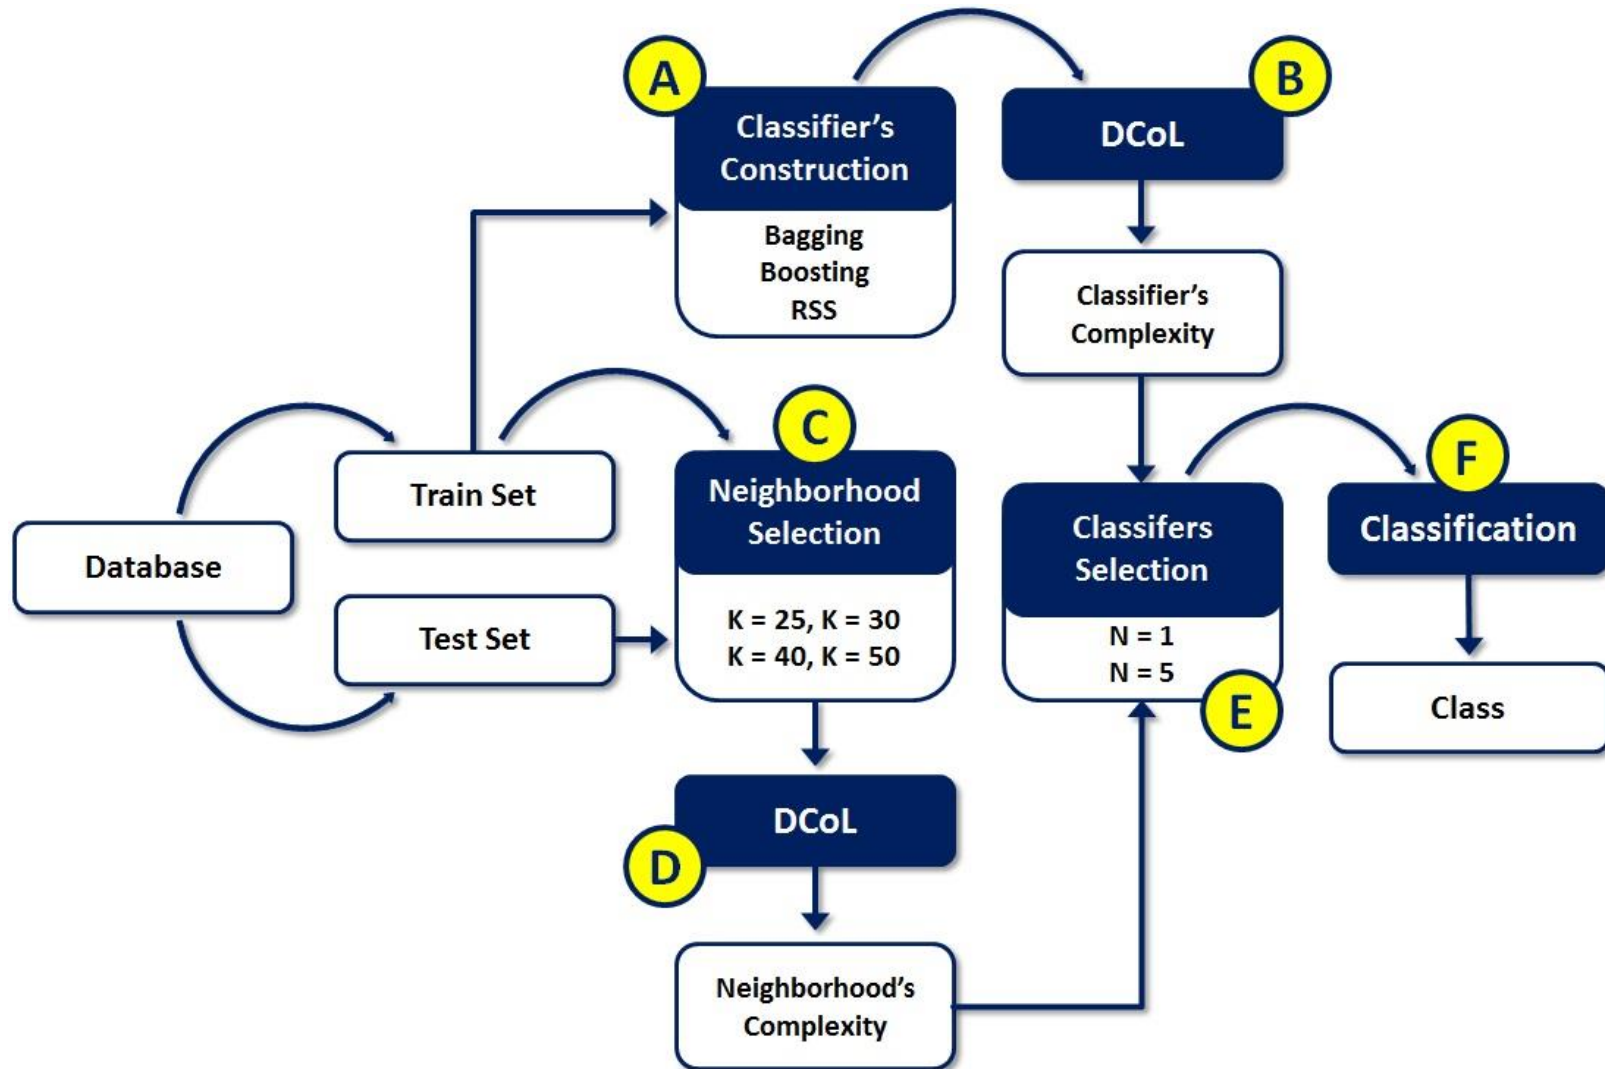 A
Classifier's
Construction
Bagging
Boosting
RSS
B
DCoL
Classifier's
Complexity
Database
Train Set
Test Set
C
Neighborhood
Selection
K = 25, K = 30
K = 40, K = 50
D
DCoL
Neighborhood's
Complexity
Classifers
Selection
N = 1
N = 5
E
F
Classification
Class